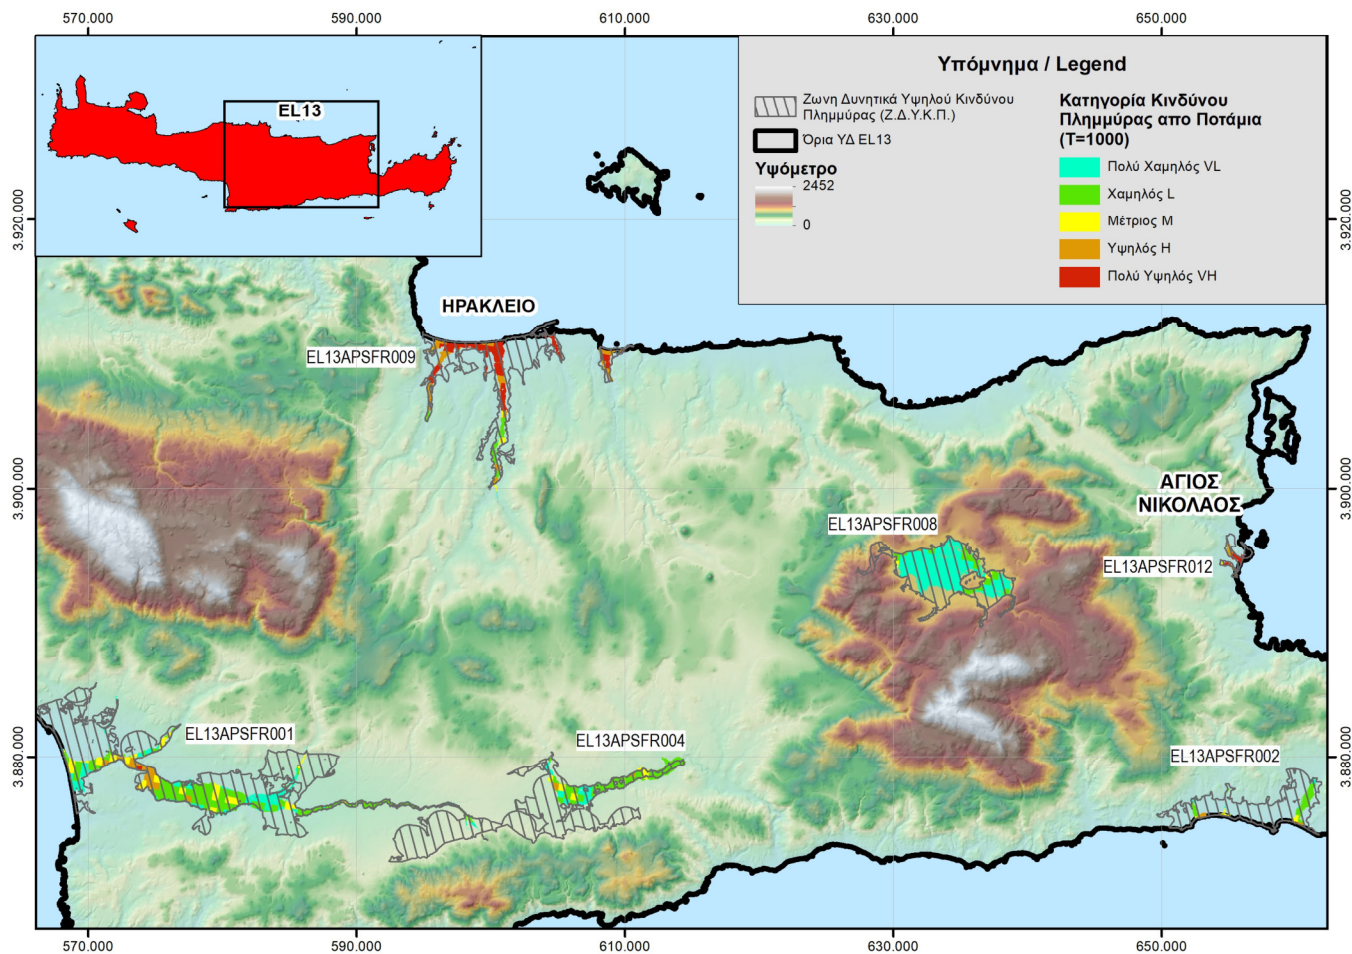 570.000
590.000
610.000
630.000
650.000
EL13
Υπόμνημα / Legend
Ζωνη Δυνητικά Υψηλού Κινδύνου
Πλημμύρας (Ζ.Δ.Υ.Κ.Π.)
Όρια ΥΔ EL13
Υψόμετρο
2452
0
Κατηγορία Κινδύνου
Πλημμύρας απο Ποτάμια
(T=1000)
Πολύ Χαμηλός VL
Χαμηλός L
Μέτριος M
Υψηλός H
Πολύ Υψηλός VH
3.920.000
3.920.000
ΗΡΑΚΛΕΙΟ
EL13APSFR009
3.900.000
3.900.000
ΑΓΙΟΣ
ΝΙΚΟΛΑΟΣ
EL13APSFR008
EL13APSFR012
EL13APSFR001
EL13APSFR004
EL13APSFR002
3.880.000
3.880.000
570.000
590.000
610.000
630.000
650.000